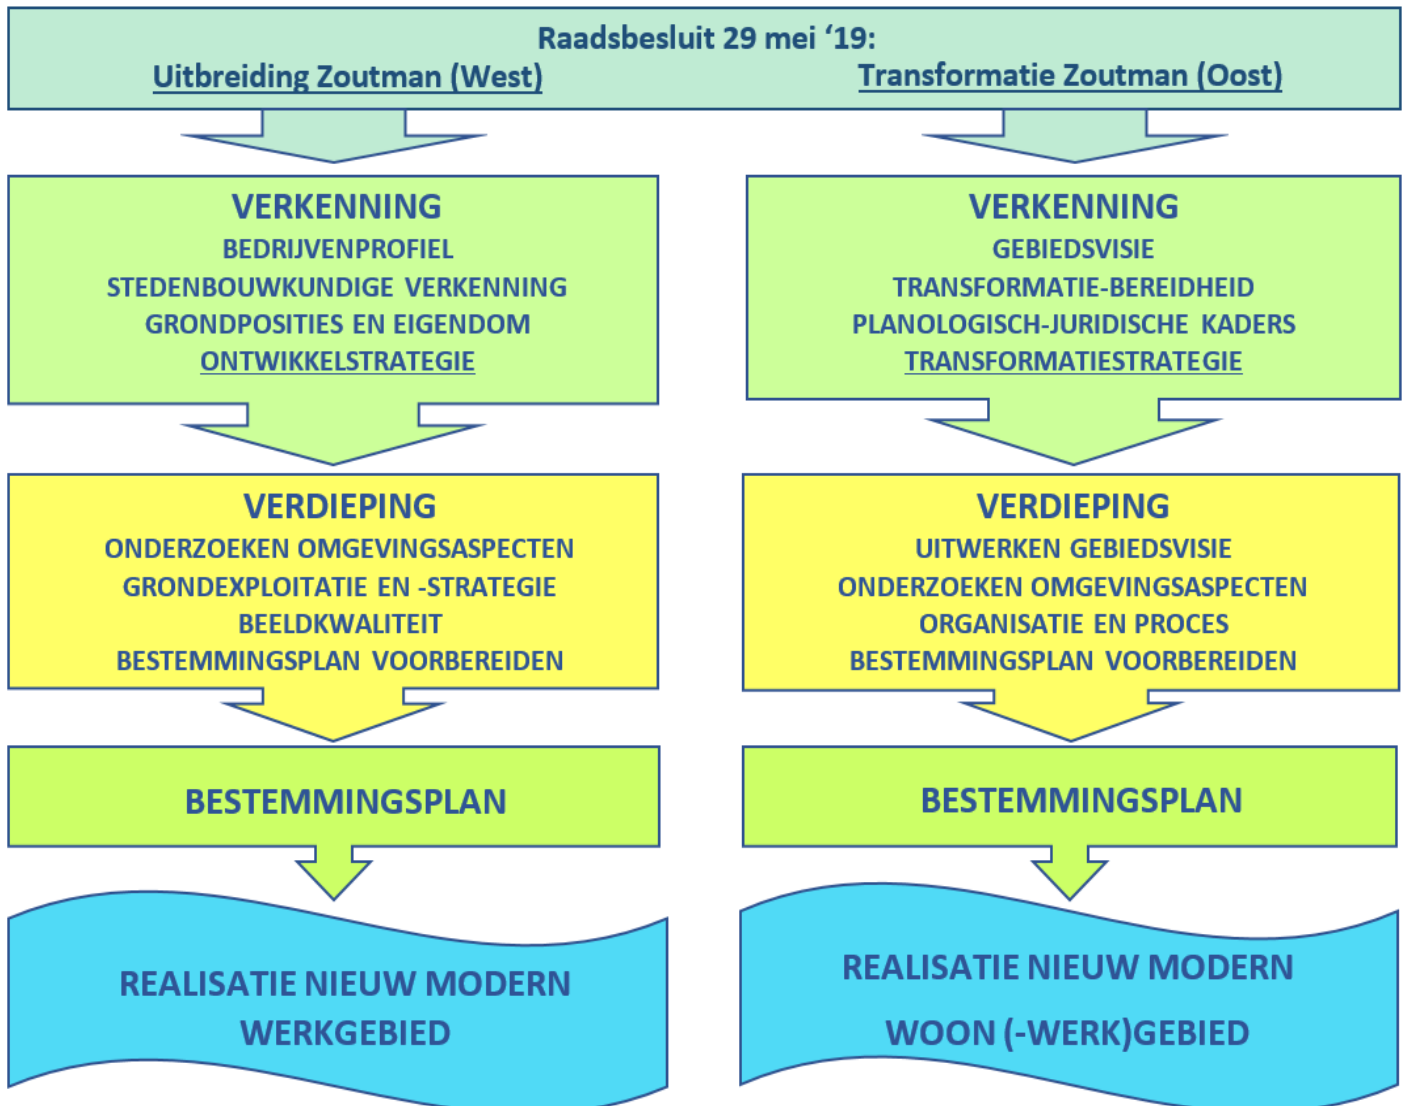 Raadsbesluit 29 mei ‘19:
Uitbreiding Zoutman (West)
Transformatie Zoutman (Oost)
VERKENNING
BEDRIJVENPROFIEL
STEDENBOUWKUNDIGE VERKENNING
GRONDPOSITIES EN EIGENDOM
ONTWIKKELSTRATEGIE
VERKENNING
GEBIEDSVISIE
TRANSFORMATIE-BEREIDHEID
PLANOLOGISCH-JURIDISCHE KADERS
TRANSFORMATIESTRATEGIE
VERDIEPING
ONDERZOEKEN OMGEVINGSASPECTEN
GRONDEXPLOITATIE EN -STRATEGIE
BEELDKWALITEIT
BESTEMMINGSPLAN VOORBEREIDEN
VERDIEPING
UITWERKEN GEBIEDSVISIE
ONDERZOEKEN OMGEVINGSASPECTEN
ORGANISATIE EN PROCES
BESTEMMINGSPLAN VOORBEREIDEN
BESTEMMINGSPLAN
BESTEMMINGSPLAN
REALISATIE NIEUW MODERN
WERKGEBIED
REALISATIE NIEUW MODERN
WOON (-WERK)GEBIED